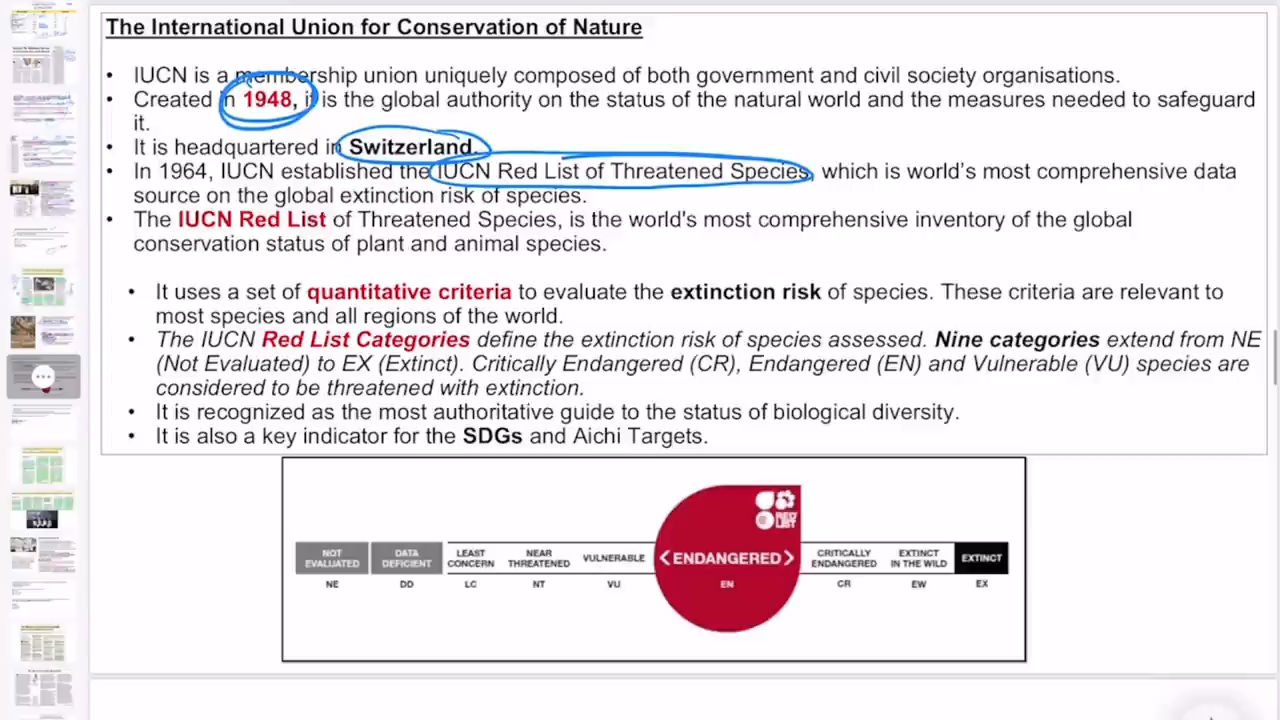 The International Union for Conservation of Nature
• IUCN is a membership union uniquely composed of both government and civil society organisations.
• Created in 1948, it is the global authority on the status of the natural world and the measures needed to safeguard
it.
• It is headquartered in Switzerland.
• In 1964, IUCN established the IUCN Red List of Threatened Species, which is world's most comprehensive data
source on the global extinction risk of species.
• The IUCN Red List of Threatened Species, is the world's most comprehensive inventory of the global
conservation status of plant and animal species.
• It uses a set of quantitative criteria to evaluate the extinction risk of species. These criteria are relevant to
most species and all regions of the world.
• The IUCN Red List Categories define the extinction risk of species assessed. Nine categories extend from NE
(Not Evaluated) to EX (Extinct). Critically Endangered (CR), Endangered (EN) and Vulnerable (VU) species are
considered to be threatened with extinction.
• It is recognized as the most authoritative guide to the status of biological diversity.
• It is also a key indicator for the SDGs and Aichi Targets.
RED
LIST
NOT
EVALUATED
NE
DATA
DEFICIENT
DD
LEAST
CONCERN
LC
NEAR
THREATENED
NT
VULNERABLE
VU
<ENDANGERED>
EN
CRITICALLY
ENDANGERED
CR
EXTINCT
IN THE WILD
EW
EXTINCT
EX